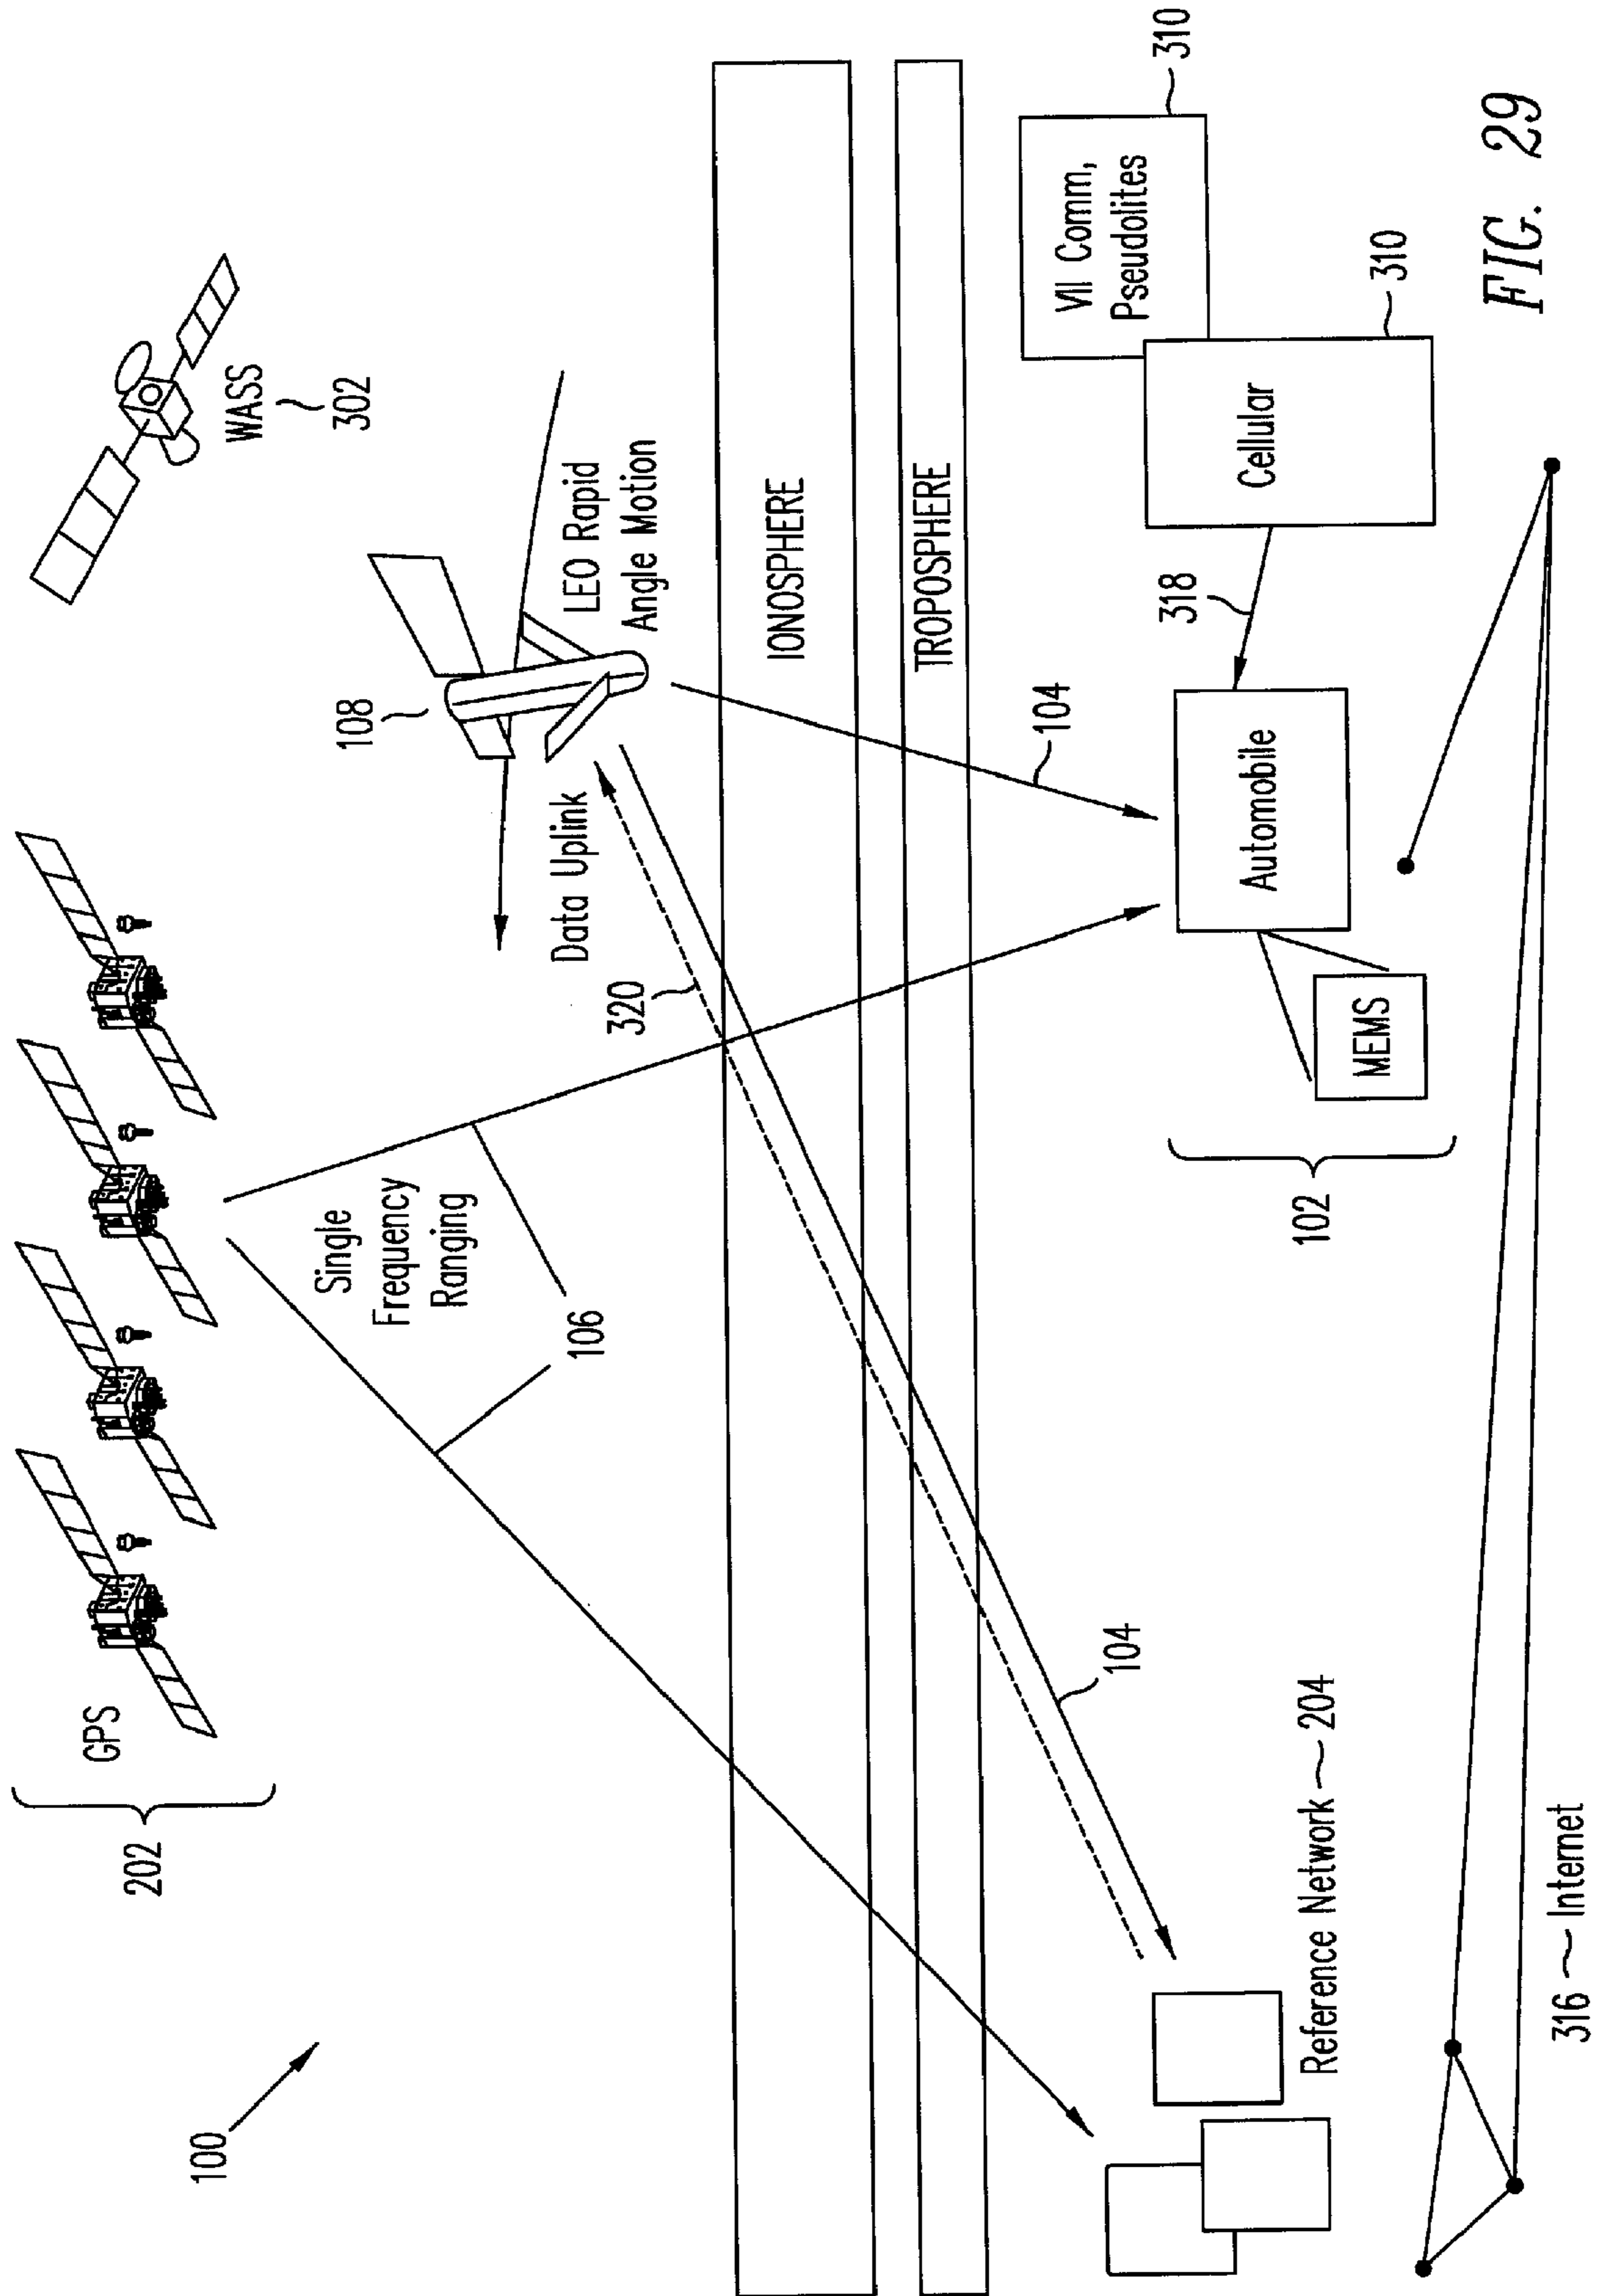 100
202
GPS
WASS
302
108
LEO Rapid
Angle Motion
Single
Frequency
Ranging
106
Data Uplink
320
IONOSPHERE
TROPOSPHERE
104
104
Reference Network ~ 204
102
MEMS
Automobile
318
Cellular
310
VII Comm,
Pseudolites
310
316 ~ Internet
FIG. 29